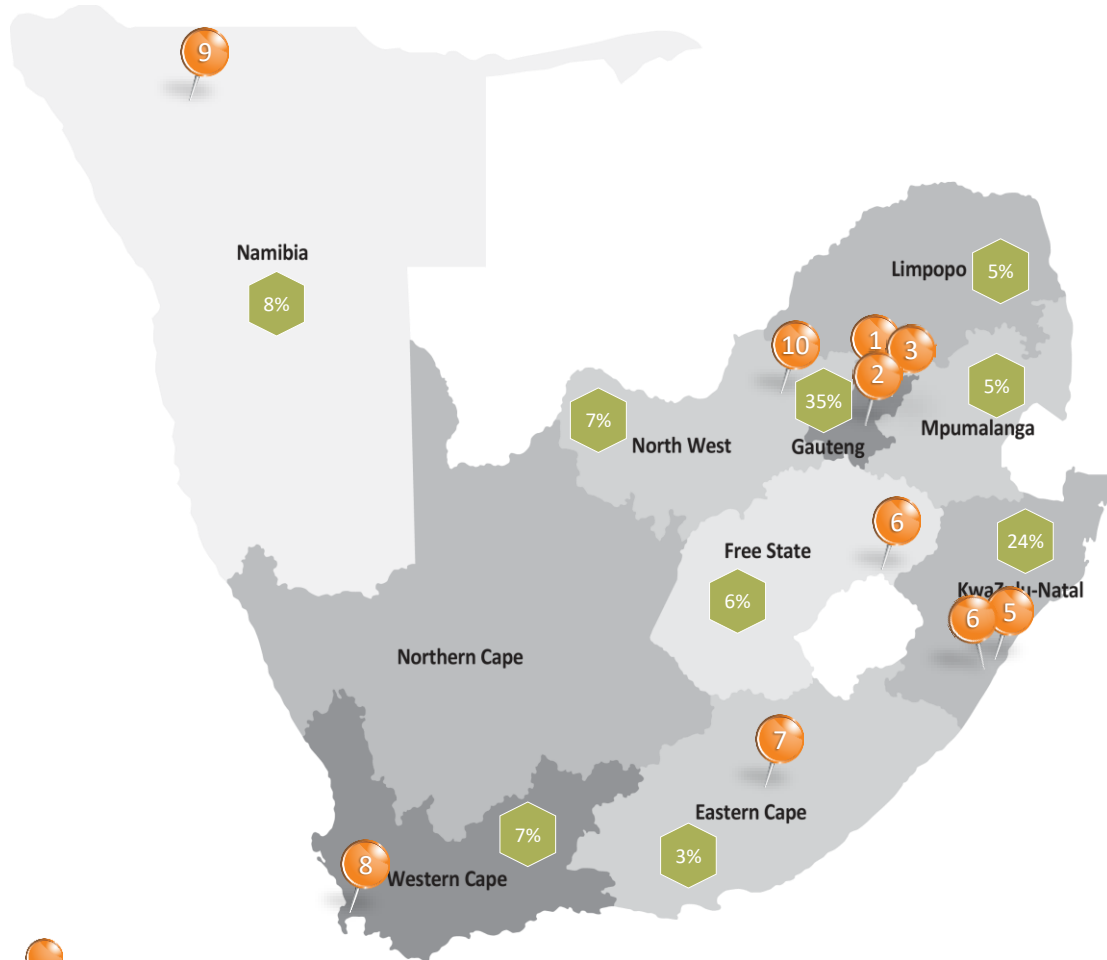 9
Namibia
8%
Limpopo
5%
10
1
3
2
35%
5%
7%
North West
Gauteng
Mpumalanga
6
Free State
24%
6%
KwaZulu-Natal
6
5
Northern Cape
7
Eastern Cape
7%
3%
8
Western Cape